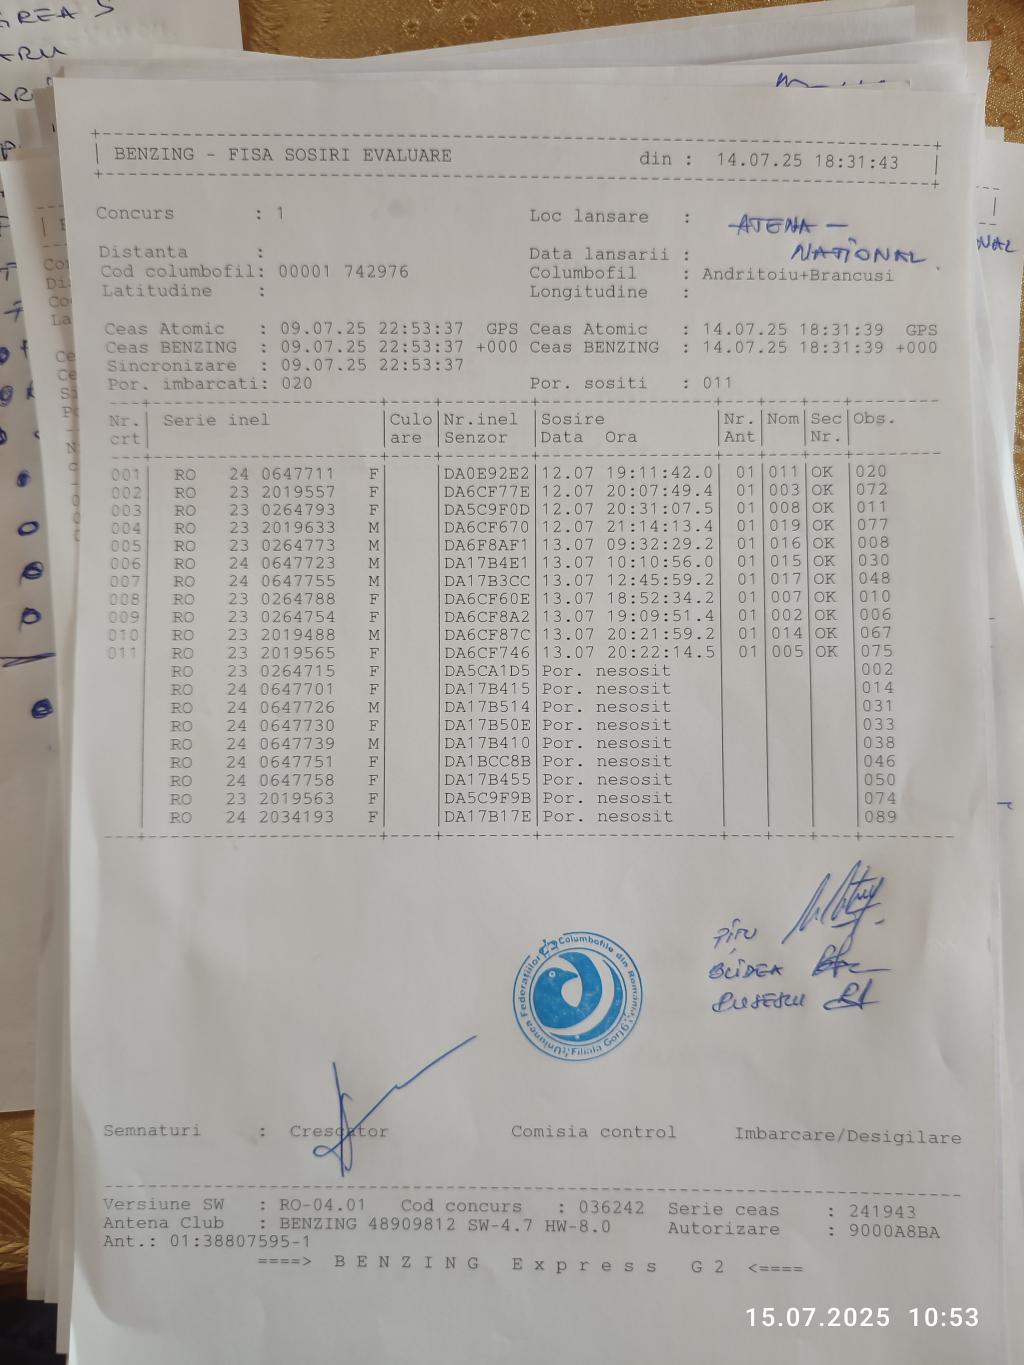 BENZING - FISA SOSIRI EVALUARE din : 14.07.25 18:31:43
Concurs : 1 Loc lansare : ATENA -
NATIONAL
Distanta : Data lansarii :
Cod columbofil: 00001 742976 Columbofil : Andritoiu+Brancusi
Latitudine : Longitudine :
Ceas Atomic : 09.07.25 22:53:37 GPS Ceas Atomic : 14.07.25 18:31:39 GPS
Ceas BENZING : 09.07.25 22:53:37 +000 Ceas BENZING : 14.07.25 18:31:39 +000
Sincronizare : 09.07.25 22:53:37
Por. imbarcati: 020 Por. sositi : 011
Nr. Serie inel Culo Nr.inel Sosire Nr. Nom Sec Obs.
crt are Senzor Data Ora Ant Nr.
001 RO 24 0647711 F DA0E92E2 12.07 19:11:42.0 01 011 OK 020
002 RO 23 2019557 F DA6CF77E 12.07 20:07:49.4 01 003 OK 072
003 RO 23 0264793 F DA5C9F0D 12.07 20:31:07.5 01 008 OK 011
004 RO 23 2019633 M DA6CF670 12.07 21:14:13.4 01 019 OK 077
005 RO 23 0264773 M DA6F8AF1 13.07 09:32:29.2 01 016 OK 008
006 RO 24 0647723 M DA17B4E1 13.07 10:10:56.0 01 015 OK 030
007 RO 24 0647755 M DA17B3CC 13.07 12:45:59.2 01 017 OK 048
008 RO 23 0264788 F DA6CF60E 13.07 18:52:34.2 01 007 OK 010
009 RO 23 0264754 F DA6CF8A2 13.07 19:09:51.4 01 002 OK 006
010 RO 23 2019488 M DA6CF87C 13.07 20:21:59.2 01 014 OK 067
011 RO 23 2019565 F DA6CF746 13.07 20:22:14.5 01 005 OK 075
RO 23 0264715 F DA5CA1D5 Por. nesosit 002
RO 24 0647701 F DA17B415 Por. nesosit 014
RO 24 0647726 M DA17B514 Por. nesosit 031
RO 24 0647730 F DA17B50E Por. nesosit 033
RO 24 0647739 M DA17B410 Por. nesosit 038
RO 24 0647751 F DA1BCC8B Por. nesosit 046
RO 24 0647758 F DA17B455 Por. nesosit 050
RO 23 2019563 F DA5C9F9B Por. nesosit 074
RO 24 2034193 F DA17B17E Por. nesosit 089
Uniunea Federatiilor Columbofile din Romania
Filiala Gorj
BLIDEA
Semnaturi : Crescator Comisia control Imbarcare/Desigilare
Versiune SW : RO-04.01 Cod concurs : 036242 Serie ceas : 241943
Antena Club : BENZING 48909812 SW-4.7 HW-8.0 Autorizare : 9000A8BA
Ant.: 01:38807595-1
====> B E N Z I N G E x p r e s s G 2 <====
15.07.2025 10:53